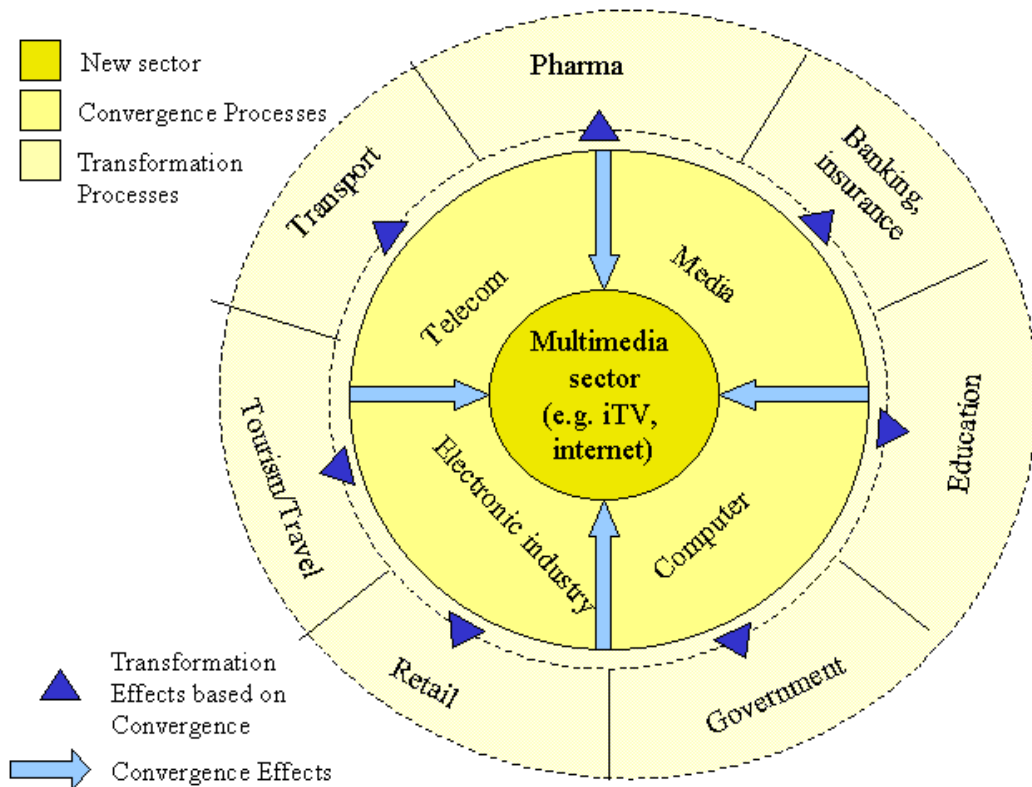 New sector
Convergence Processes
Transformation
Processes
Pharma
Banking,
insurance
Transport
Telecom
Media
Multimedia
sector
(e.g. iTV,
internet)
Education
Tourism/Travel
Electronic industry
Computer
Retail
Government
Transformation
Effects based on
Convergence
Convergence Effects